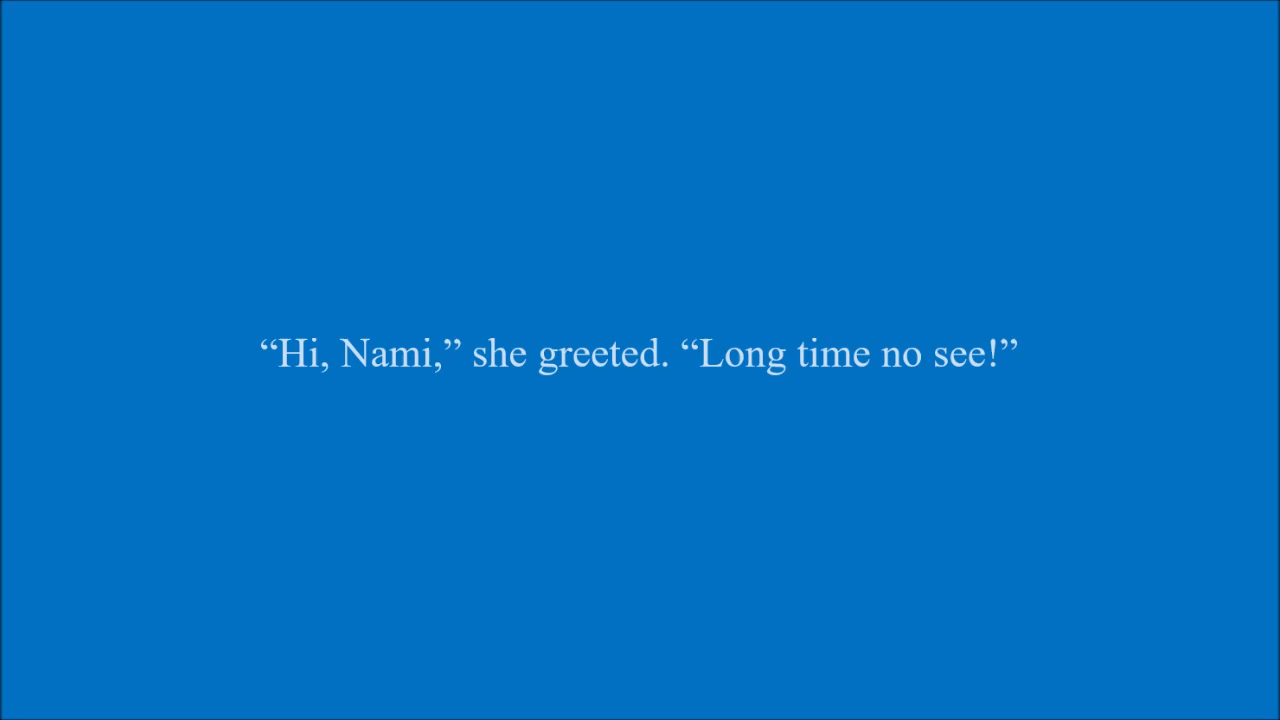 “Hi, Nami,” she greeted. “Long time no see!”